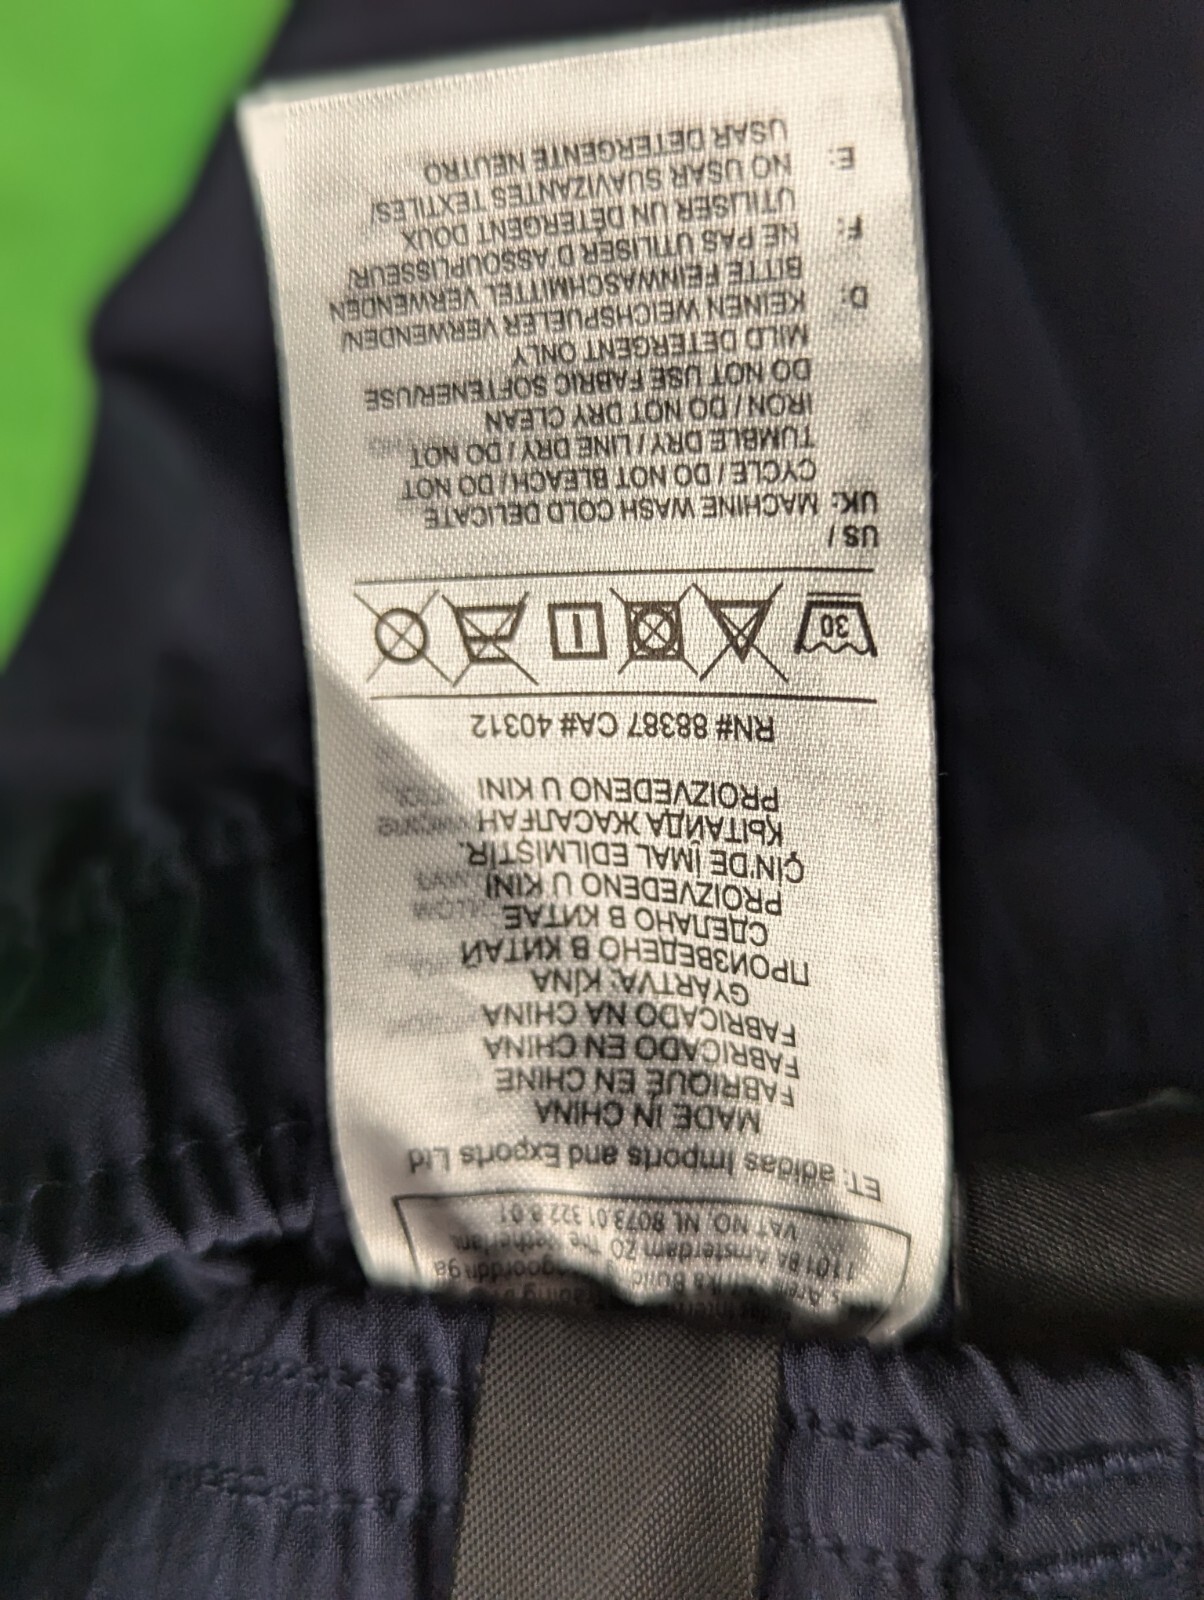 1101 BA Amsterdam ZO The
VAT NO. NL 8073.01.322.B.01
ET: adidas Imports and Exports Ltd
MADE IN CHINA
FABRIQUÉ EN CHINE
FABRICADO EN CHINA
FABRICADO NA CHINA
GYÁRTVA: KÍNA
ПРОИЗВЕДЕНО В КИТАЙ
СДЕЛАНО В КИТАЕ
PROIZVEDENO U KINI
ÇİN'DE İMAL EDİLMİŞTİR.
ҚЫТАЙДА ЖАСАЛҒАН
PROIZVEDENO U KINI
RN# 88387 CA# 40312
30
US /
UK: MACHINE WASH COLD DELICATE
CYCLE / DO NOT BLEACH / DO NOT
TUMBLE DRY / LINE DRY / DO NOT
IRON / DO NOT DRY CLEAN
DO NOT USE FABRIC SOFTENER/USE
MILD DETERGENT ONLY
D: KEINEN WEICHSPUELER VERWENDEN/
BITTE FEINWASCHMITTEL VERWENDEN
F: NE PAS UTILISER D ASSOUPLISSEUR/
UTILISER UN DÉTERGENT DOUX
E: NO USAR SUAVIZANTES TEXTILES/
USAR DETERGENTE NEUTRO